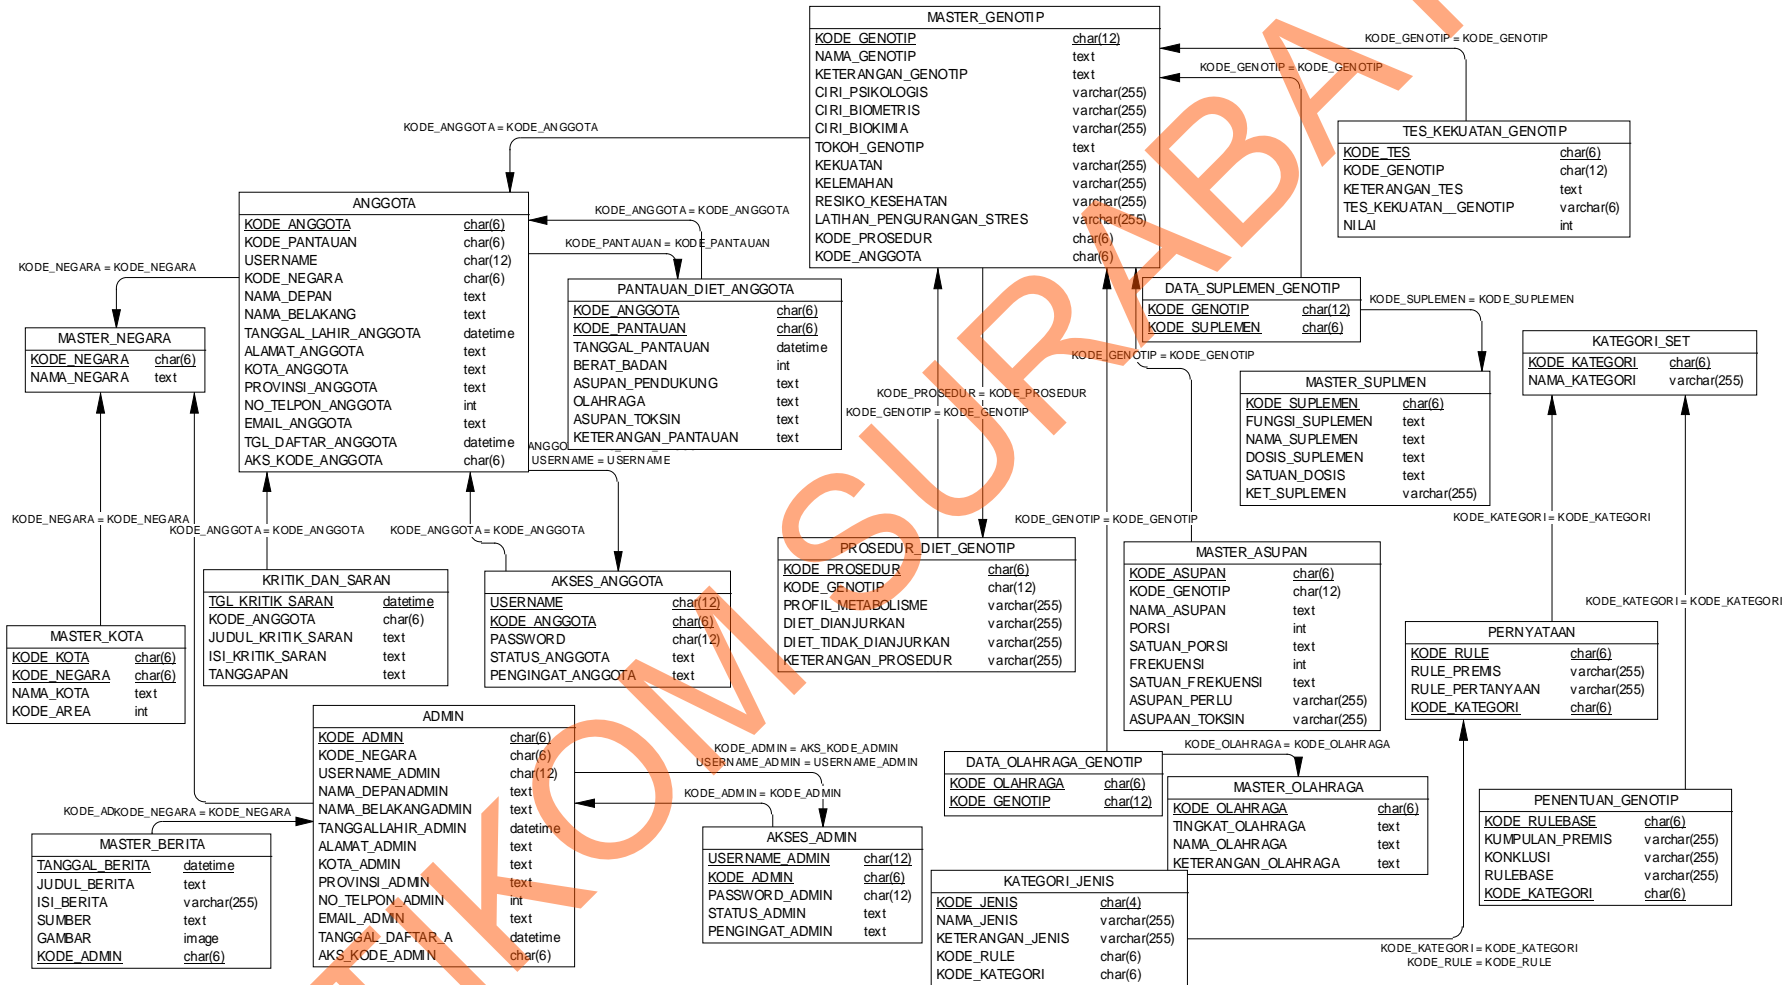 MASTER_GENOTIP
KODE_GENOTIP char(12)
NAMA_GENOTIP text
KETERANGAN_GENOTIP text
CIRI_PSIKOLOGIS varchar(255)
CIRI_BIOMETRIS varchar(255)
CIRI_BIOKIMIA varchar(255)
TOKOH_GENOTIP text
KEKUATAN varchar(255)
KELEMAHAN varchar(255)
RESIKO_KESEHATAN varchar(255)
LATIHAN_PENGURANGAN_STRES varchar(255)
KODE_PROSEDUR char(6)
KODE_ANGGOTA char(6)
KODE_GENOTIP = KODE_GENOTIP
KODE_GENOTIP = KODE_GENOTIP
TES_KEKUATAN_GENOTIP
KODE_TES char(6)
KODE_GENOTIP char(12)
KETERANGAN_TES text
TES_KEKUATAN__GENOTIP varchar(6)
NILAI int
KODE_ANGGOTA = KODE_ANGGOTA
ANGGOTA
KODE_ANGGOTA char(6)
KODE_PANTAUAN char(6)
USERNAME char(12)
KODE_NEGARA char(6)
NAMA_DEPAN text
NAMA_BELAKANG text
TANGGAL_LAHIR_ANGGOTA datetime
ALAMAT_ANGGOTA text
KOTA_ANGGOTA text
PROVINSI_ANGGOTA text
NO_TELPON_ANGGOTA int
EMAIL_ANGGOTA text
TGL_DAFTAR_ANGGOTA datetime
AKS_KODE_ANGGOTA char(6)
KODE_ANGGOTA = KODE_ANGGOTA
KODE_PANTAUAN = KODE_PANTAUAN
KODE_NEGARA = KODE_NEGARA
PANTAUAN_DIET_ANGGOTA
KODE_ANGGOTA char(6)
KODE_PANTAUAN char(6)
TANGGAL_PANTAUAN datetime
BERAT_BADAN int
ASUPAN_PENDUKUNG text
OLAHRAGA text
ASUPAN_TOKSIN text
KETERANGAN_PANTAUAN text
DATA_SUPLEMEN_GENOTIP
KODE_GENOTIP char(12)
KODE_SUPLEMEN char(6)
KODE_SUPLEMEN = KODE_SUPLEMEN
MASTER_NEGARA
KODE_NEGARA char(6)
NAMA_NEGARA text
KATEGORI_SET
KODE_KATEGORI char(6)
NAMA_KATEGORI varchar(255)
KODE_GENOTIP = KODE_GENOTIP
MASTER_SUPLMEN
KODE_SUPLEMEN char(6)
FUNGSI_SUPLEMEN text
NAMA_SUPLEMEN text
DOSIS_SUPLEMEN text
SATUAN_DOSIS text
KET_SUPLEMEN varchar(255)
KODE_PROSEDUR = KODE_PROSEDUR
KODE_GENOTIP = KODE_GENOTIP
USERNAME = USERNAME
KODE_NEGARA = KODE_NEGARA
KODE_ANGGOTA = KODE_ANGGOTA
KODE_ANGGOTA = KODE_ANGGOTA
KODE_GENOTIP = KODE_GENOTIP
KODE_KATEGORI = KODE_KATEGORI
KRITIK_DAN_SARAN
TGL_KRITIK_SARAN datetime
KODE_ANGGOTA char(6)
JUDUL_KRITIK_SARAN text
ISI_KRITIK_SARAN text
TANGGAPAN text
AKSES_ANGGOTA
USERNAME char(12)
KODE_ANGGOTA char(6)
PASSWORD char(12)
STATUS_ANGGOTA text
PENGINGAT_ANGGOTA text
PROSEDUR_DIET_GENOTIP
KODE_PROSEDUR char(6)
KODE_GENOTIP char(12)
PROFIL_METABOLISME varchar(255)
DIET_DIANJURKAN varchar(255)
DIET_TIDAK_DIANJURKAN varchar(255)
KETERANGAN_PROSEDUR varchar(255)
MASTER_ASUPAN
KODE_ASUPAN char(6)
KODE_GENOTIP char(12)
NAMA_ASUPAN text
PORSI int
SATUAN_PORSI text
FREKUENSI int
SATUAN_FREKUENSI text
ASUPAN_PERLU varchar(255)
ASUPAAN_TOKSIN varchar(255)
KODE_KATEGORI = KODE_KATEGORI
MASTER_KOTA
KODE_KOTA char(6)
KODE_NEGARA char(6)
NAMA_KOTA text
KODE_AREA int
PERNYATAAN
KODE_RULE char(6)
RULE_PREMIS varchar(255)
RULE_PERTANYAAN varchar(255)
KODE_KATEGORI char(6)
ADMIN
KODE_ADMIN char(6)
KODE_NEGARA char(6)
USERNAME_ADMIN char(12)
NAMA_DEPANADMIN text
NAMA_BELAKANGADMIN text
TANGGALLAHIR_ADMIN datetime
ALAMAT_ADMIN text
KOTA_ADMIN text
PROVINSI_ADMIN text
NO_TELPON_ADMIN int
EMAIL_ADMIN text
TANGGAL_DAFTAR_A datetime
AKS_KODE_ADMIN char(6)
KODE_ADMIN = AKS_KODE_ADMIN
USERNAME_ADMIN = USERNAME_ADMIN
KODE_ADMIN = KODE_ADMIN
KODE_NEGARA = KODE_NEGARA
DATA_OLAHRAGA_GENOTIP
KODE_OLAHRAGA char(6)
KODE_GENOTIP char(12)
KODE_OLAHRAGA = KODE_OLAHRAGA
MASTER_OLAHRAGA
KODE_OLAHRAGA char(6)
TINGKAT_OLAHRAGA text
NAMA_OLAHRAGA text
KETERANGAN_OLAHRAGA text
PENENTUAN_GENOTIP
KODE_RULEBASE char(6)
KUMPULAN_PREMIS varchar(255)
KONKLUSI varchar(255)
RULEBASE varchar(255)
KODE_KATEGORI char(6)
MASTER_BERITA
TANGGAL_BERITA datetime
JUDUL_BERITA text
ISI_BERITA varchar(255)
SUMBER text
GAMBAR image
KODE_ADMIN char(6)
AKSES_ADMIN
USERNAME_ADMIN char(12)
KODE_ADMIN char(6)
PASSWORD_ADMIN char(12)
STATUS_ADMIN text
PENGINGAT_ADMIN text
KATEGORI_JENIS
KODE_JENIS char(4)
NAMA_JENIS varchar(255)
KETERANGAN_JENIS varchar(255)
KODE_RULE char(6)
KODE_KATEGORI char(6)
KODE_KATEGORI = KODE_KATEGORI
KODE_RULE = KODE_RULE
TIKOM SURABA